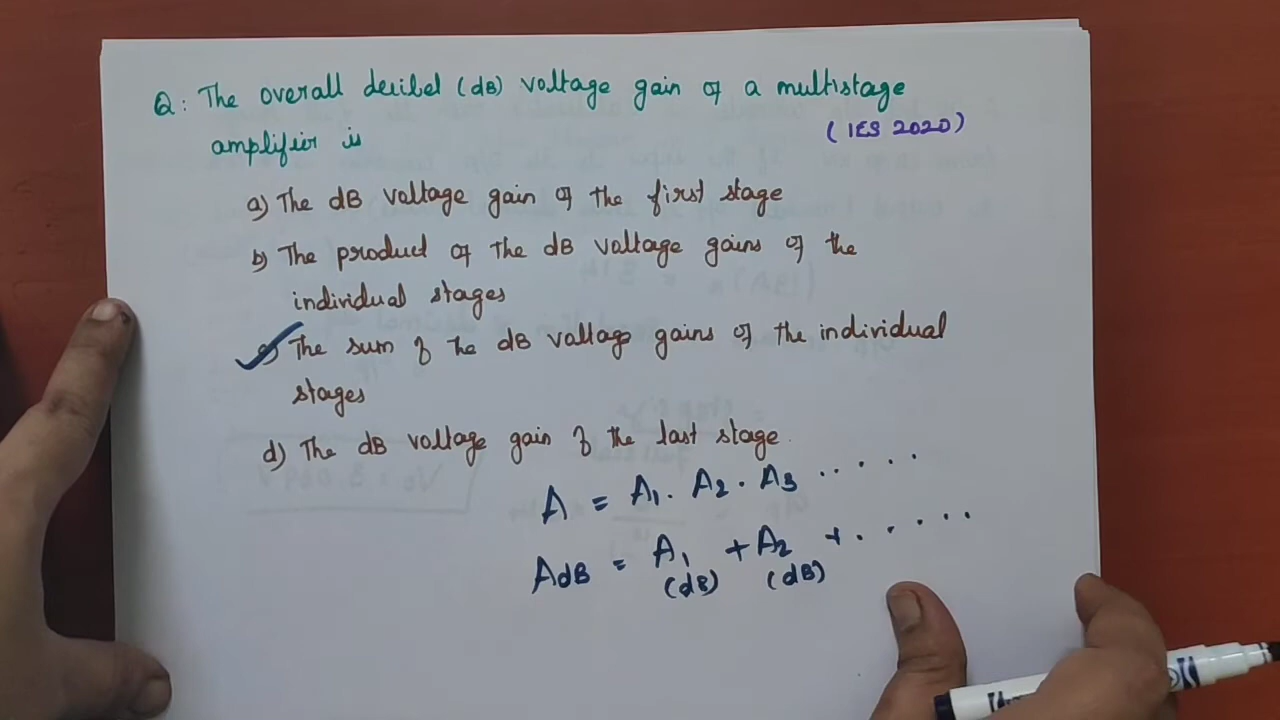 Q: The overall decibel (dB) voltage gain of a multistage
amplifier is
(IES 2020)
a) The dB voltage gain of the first stage
b) The product of the dB voltage gains of the
individual stages
c) The sum of the dB voltage gains of the individual
stages
d) The dB voltage gain of the last stage.
A = A1 . A2 . A3 .......
AdB = A1 + A2 + ......
(dB) (dB)